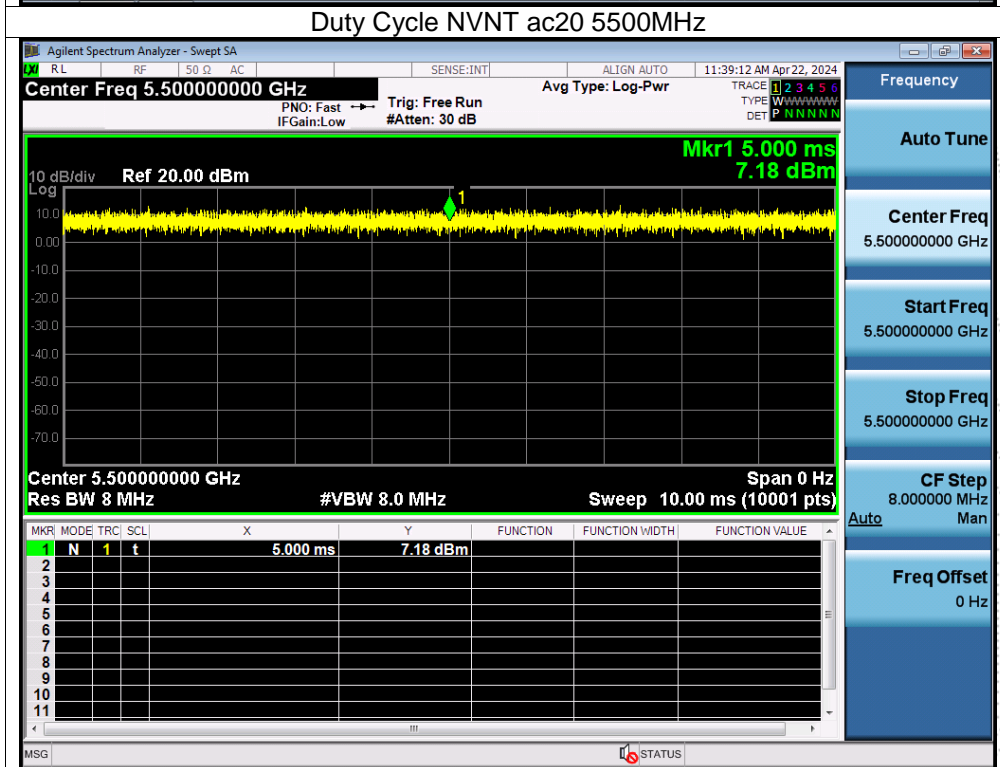 Duty Cycle NVNT ac20 5500MHz
Agilent Spectrum Analyzer - Swept SA
LXI RL RF 50 Ω AC SENSE:INT ALIGN AUTO 11:39:12 AM Apr 22, 2024
Center Freq 5.500000000 GHz
PNO: Fast Trig: Free Run
IFGain:Low #Atten: 30 dB
Avg Type: Log-Pwr
TRACE 1 2 3 4 5 6
TYPE W W W W W W
DET P N N N N N
Frequency
Mkr1 5.000 ms
7.18 dBm
10 dB/div Ref 20.00 dBm
Log
1
10.0
0.00
-10.0
-20.0
-30.0
-40.0
-50.0
-60.0
-70.0
Center 5.500000000 GHz Span 0 Hz
Res BW 8 MHz #VBW 8.0 MHz Sweep 10.00 ms (10001 pts)
MKR MODE TRC SCL X Y FUNCTION FUNCTION WIDTH FUNCTION VALUE
1 N 1 t 5.000 ms 7.18 dBm
2
3
4
5
6
7
8
9
10
11
MSG STATUS
Auto Tune
Center Freq
5.500000000 GHz
Start Freq
5.500000000 GHz
Stop Freq
5.500000000 GHz
CF Step
8.000000 MHz
Auto Man
Freq Offset
0 Hz